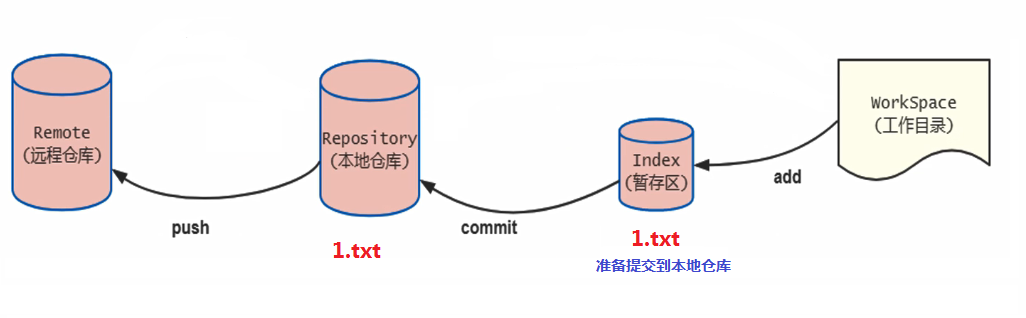 Remote
(远程仓库)
Repository
(本地仓库)
Index
(暂存区)
WorkSpace
(工作目录)
push
commit
add
1.txt
1.txt
准备提交到本地仓库